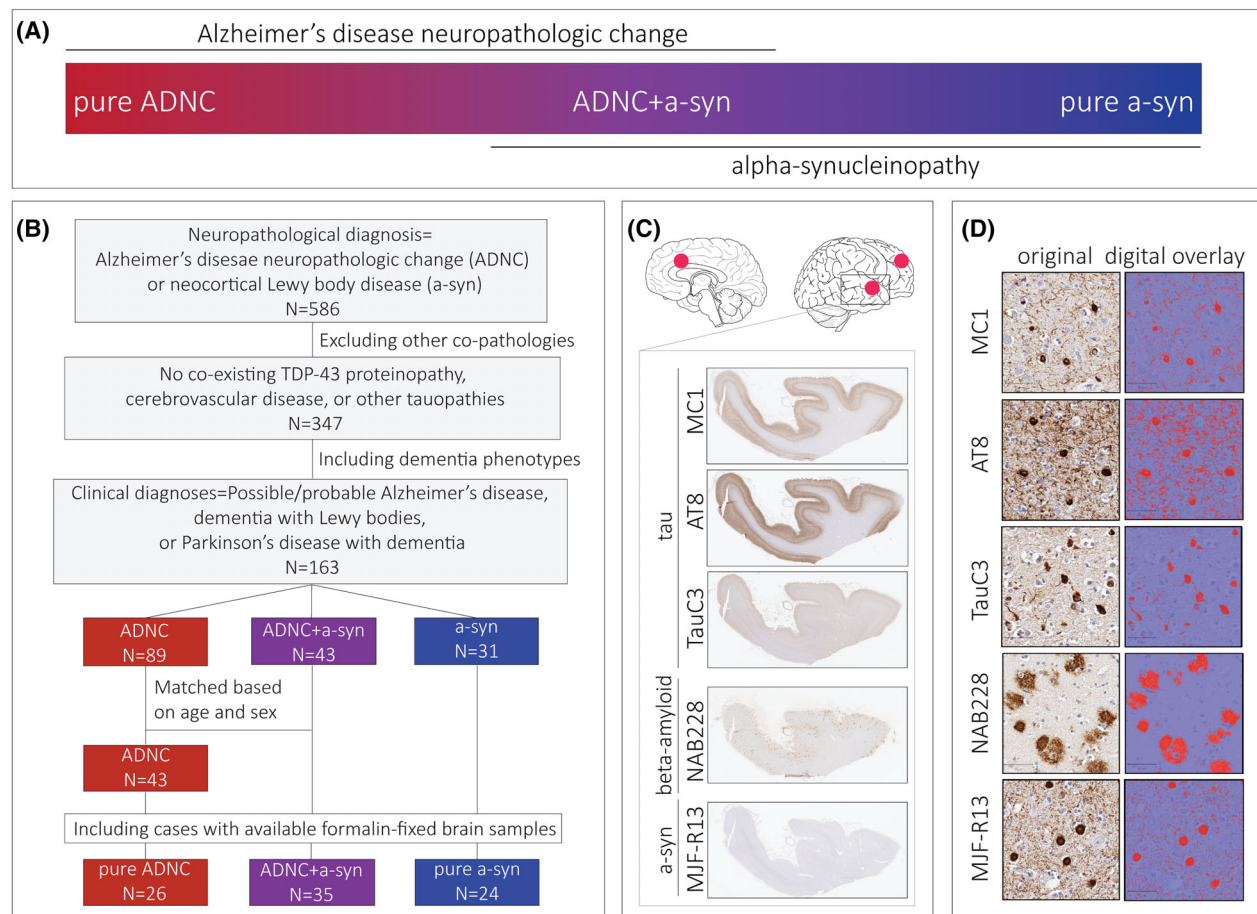 (A)
Alzheimer's disease neuropathologic change
pure ADNC
ADNC+a-syn
pure a-syn
alpha-synucleinopathy
(B)
Neuropathological diagnosis=
Alzheimer's disesae neuropathologic change (ADNC)
or neocortical Lewy body disease (a-syn)
N=586
Excluding other co-pathologies
No co-existing TDP-43 proteinopathy,
cerebrovascular disease, or other tauopathies
N=347
Including dementia phenotypes
Clinical diagnoses=Possible/probable Alzheimer's disease,
dementia with Lewy bodies,
or Parkinson's disease with dementia
N=163
ADNC
N=89
ADNC+a-syn
N=43
a-syn
N=31
Matched based
on age and sex
ADNC
N=43
Including cases with available formalin-fixed brain samples
pure ADNC
N=26
ADNC+a-syn
N=35
pure a-syn
N=24
(C)
tau
MC1
AT8
TauC3
beta-amyloid
NAB228
a-syn
MJF-R13
(D)
original
digital overlay
MC1
AT8
TauC3
NAB228
MJF-R13